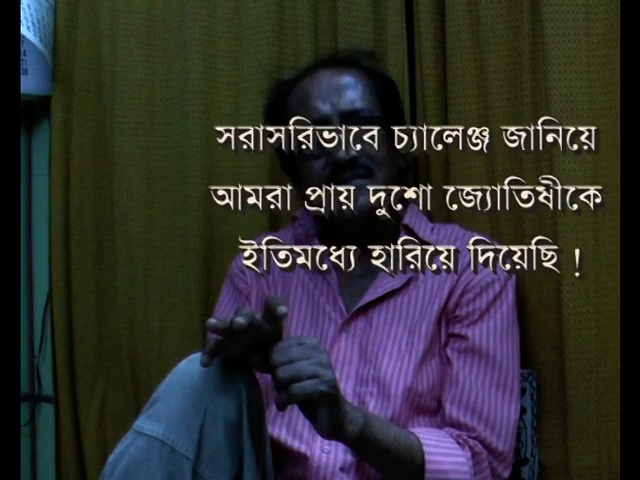 সরাসরিভাবে চ্যালেঞ্জ জানিয়ে
আমরা প্রায় দুশো জ্যোতিষীকে
ইতিমধ্যে হারিয়ে দিয়েছি !